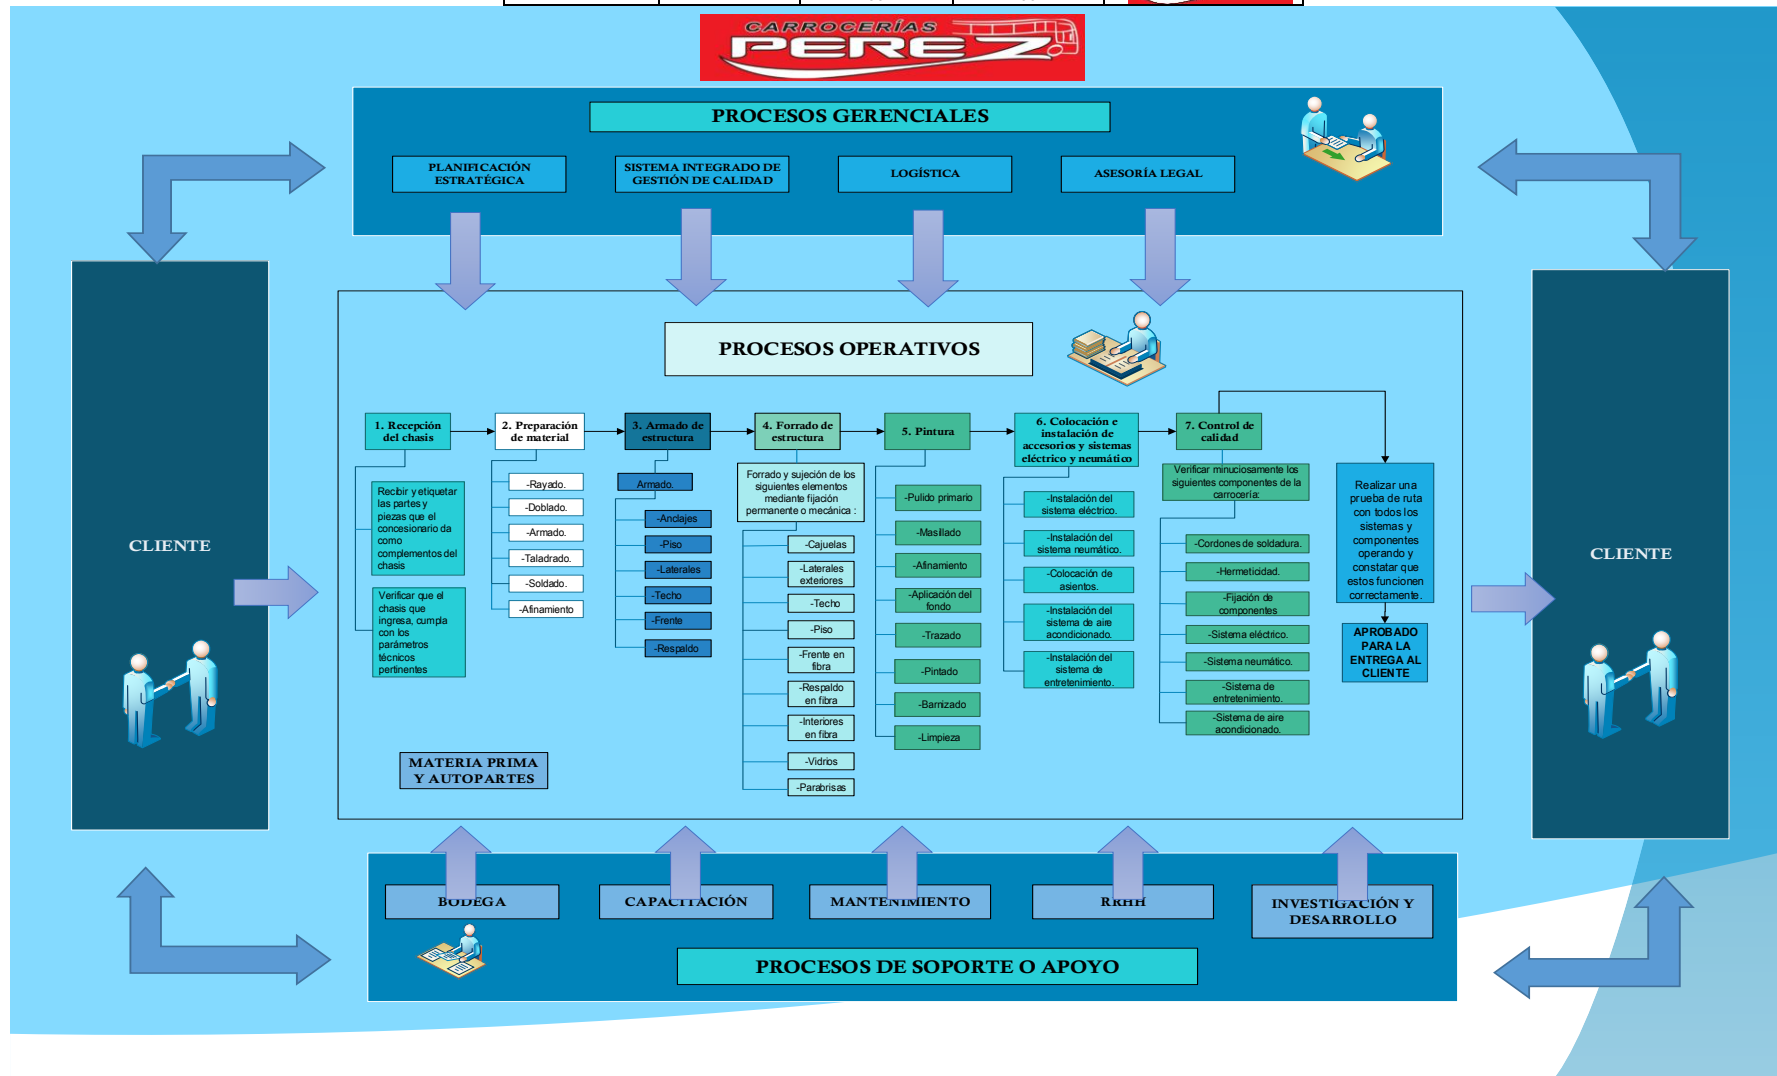 CARROCERÍAS
PEREZ
PROCESOS GERENCIALES
PLANIFICACIÓN
ESTRATÉGICA
SISTEMA INTEGRADO DE
GESTIÓN DE CALIDAD
LOGÍSTICA
ASESORÍA LEGAL
CLIENTE
PROCESOS OPERATIVOS
1. Recepción
del chasis
Recibir y etiquetar
las partes y
piezas que el
concesionario da
como
complementos del
chasis
Verificar que el
chasis que
ingresa, cumpla
con los
parámetros
técnicos
pertinentes
2. Preparación
de material
-Rayado.
-Doblado.
-Armado.
-Taladrado.
-Soldado.
-Afinamiento
3. Armado de
estructura
Armado.
-Anclajes
-Piso
-Laterales
-Techo
-Frente
-Respaldo
4. Forrado de
estructura
Forrado y sujeción de los
siguientes elementos
mediante fijación
permanente o mecánica :
-Cajuelas
-Laterales
exteriores
-Techo
-Piso
-Frente en
fibra
-Respaldo
en fibra
-Interiores
en fibra
-Vidrios
-Parabrisas
5. Pintura
-Pulido primario
-Masillado
-Afinamiento
-Aplicación del
fondo
-Trazado
-Pintado
-Barnizado
-Limpieza
6. Colocación e
instalación de
accesorios y sistemas
eléctrico y neumático
-Instalación del
sistema eléctrico.
-Instalación del
sistema neumático.
-Colocación de
asientos.
-Instalación del
sistema de aire
acondicionado.
-Instalación del
sistema de
entretenimiento.
7. Control de
calidad
Verificar minuciosamente los
siguientes componentes de la
carrocería:
-Cordones de soldadura.
-Hermeticidad.
-Fijación de
componentes
-Sistema eléctrico.
-Sistema neumático.
-Sistema de
entretenimiento.
-Sistema de aire
acondicionado.
Realizar una
prueba de ruta
con todos los
sistemas y
componentes
operando y
constatar que
estos funcionen
correctamente.
APROBADO
PARA LA
ENTREGA AL
CLIENTE
MATERIA PRIMA
Y AUTOPARTES
CLIENTE
BODEGA
CAPACITACIÓN
MANTENIMIENTO
RRHH
INVESTIGACIÓN Y
DESARROLLO
PROCESOS DE SOPORTE O APOYO